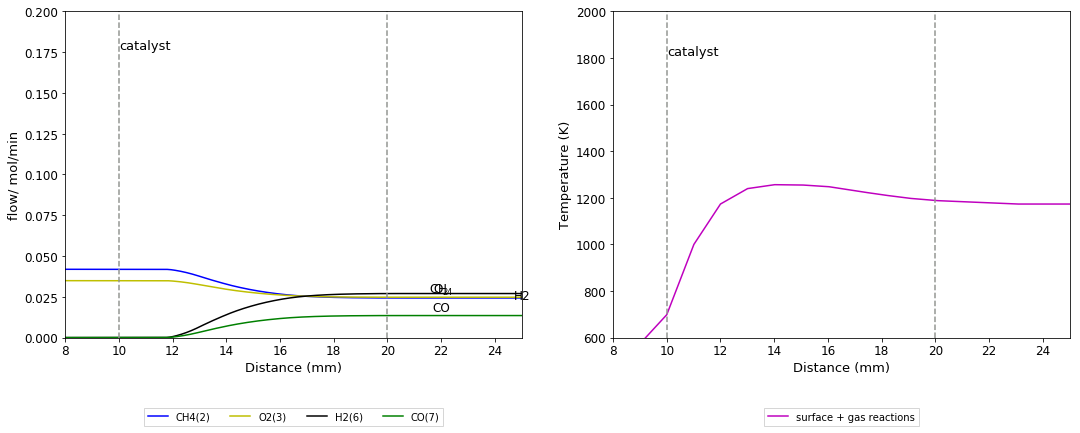 0.200
0.175
0.150
0.125
0.100
0.075
0.050
0.025
0.000
flow/ mol/min
catalyst
CO
H2
8 10 12 14 16 18 20 22 24
Distance (mm)
CH4(2) O2(3) H2(6) CO(7)
2000
1800
1600
1400
1200
1000
800
600
Temperature (K)
catalyst
8 10 12 14 16 18 20 22 24
Distance (mm)
surface + gas reactions